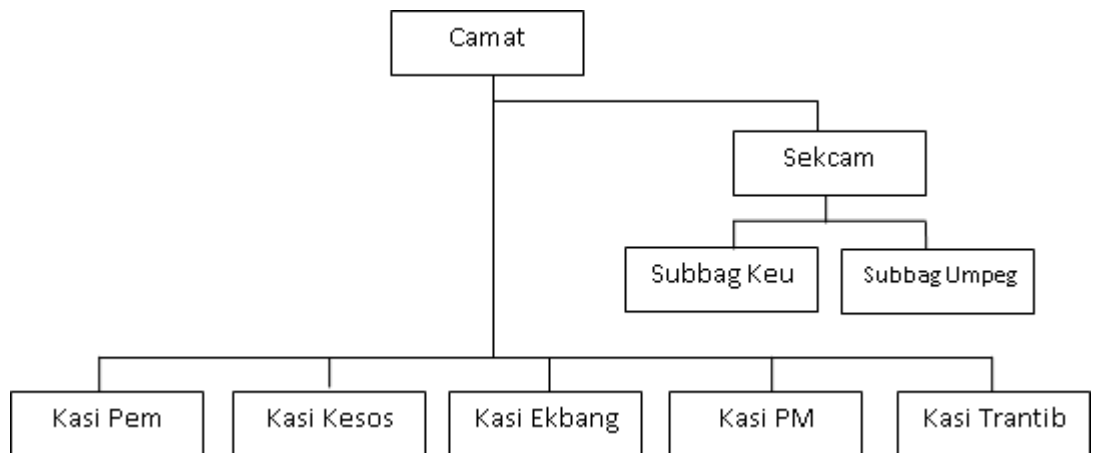 Camat
Sekcam
Subbag Keu
Subbag Umpeg
Kasi Pem
Kasi Kesos
Kasi Ekbang
Kasi PM
Kasi Trantib